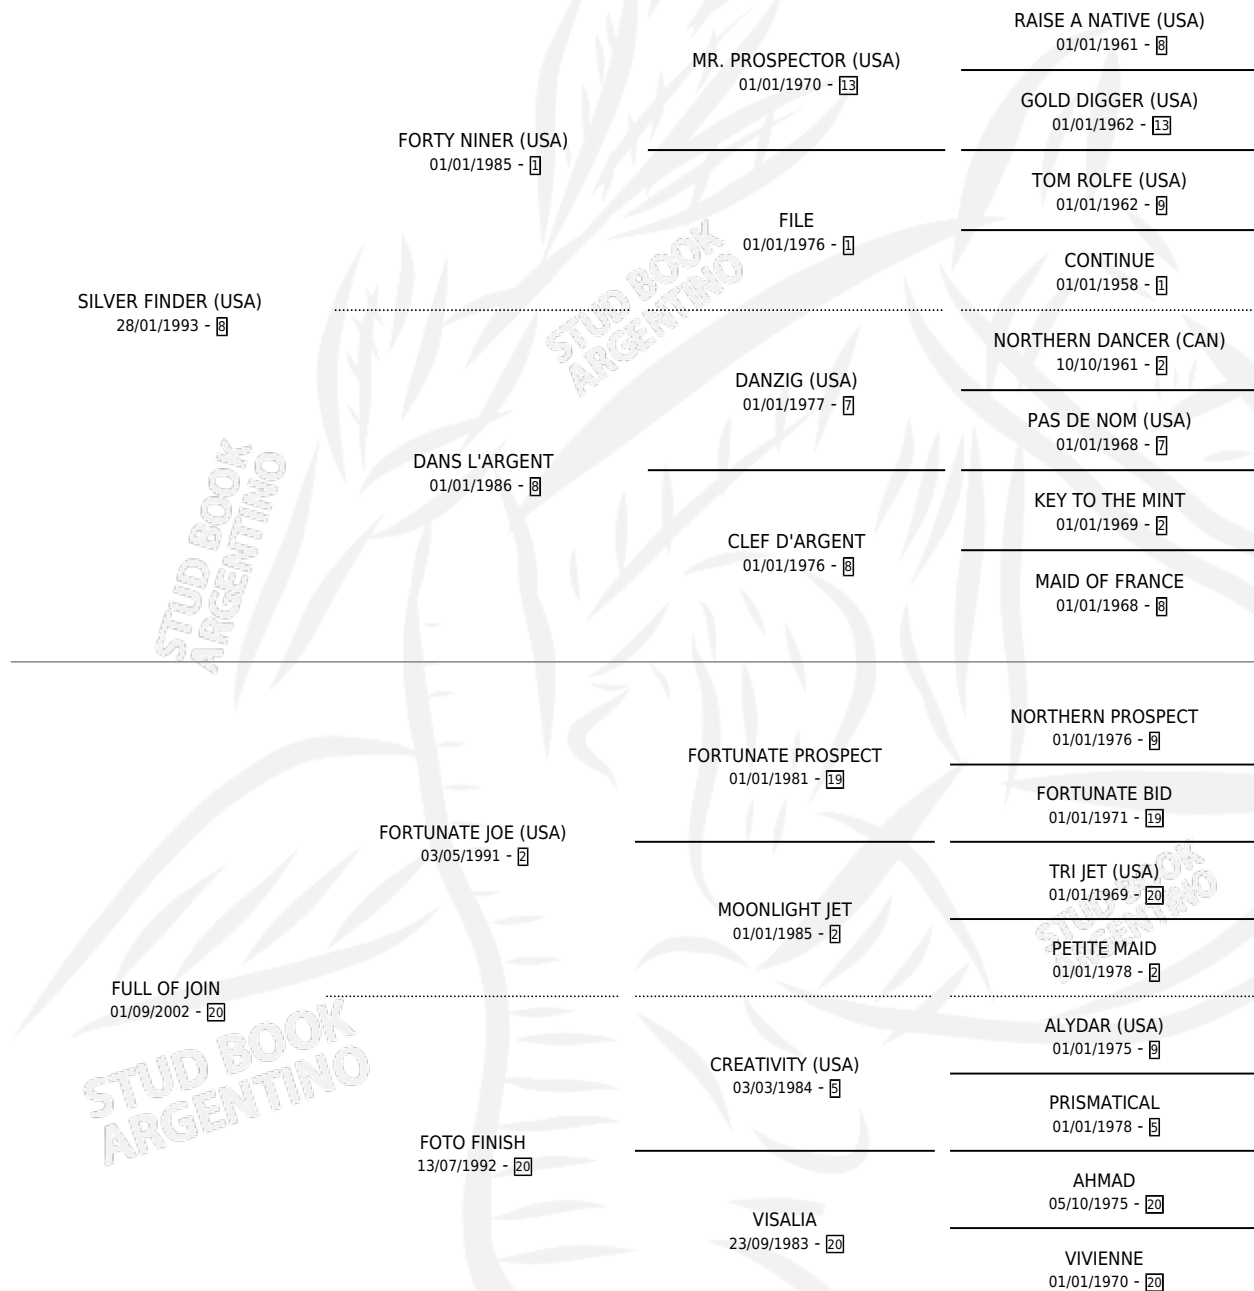 RAISE A NATIVE (USA)
01/01/1961 - 8
MR. PROSPECTOR (USA)
01/01/1970 - 13
GOLD DIGGER (USA)
01/01/1962 - 13
FORTY NINER (USA)
01/01/1985 - 1
TOM ROLFE (USA)
01/01/1962 - 9
FILE
01/01/1976 - 1
CONTINUE
01/01/1958 - 1
SILVER FINDER (USA)
28/01/1993 - 8
NORTHERN DANCER (CAN)
10/10/1961 - 2
DANZIG (USA)
01/01/1977 - 7
PAS DE NOM (USA)
01/01/1968 - 7
DANS L'ARGENT
01/01/1986 - 8
KEY TO THE MINT
01/01/1969 - 2
CLEF D'ARGENT
01/01/1976 - 8
MAID OF FRANCE
01/01/1968 - 8
NORTHERN PROSPECT
01/01/1976 - 9
FORTUNATE PROSPECT
01/01/1981 - 19
FORTUNATE BID
01/01/1971 - 19
FORTUNATE JOE (USA)
03/05/1991 - 2
TRI JET (USA)
01/01/1969 - 20
MOONLIGHT JET
01/01/1985 - 2
PETITE MAID
01/01/1978 - 2
FULL OF JOIN
01/09/2002 - 20
ALYDAR (USA)
01/01/1975 - 9
CREATIVITY (USA)
03/03/1984 - 5
PRISMATICAL
01/01/1978 - 5
FOTO FINISH
13/07/1992 - 20
AHMAD
05/10/1975 - 20
VISALIA
23/09/1983 - 20
VIVIENNE
01/01/1970 - 20
STUD BOOK
ARGENTINO
STUD BOOK
ARGENTINO
STUD BOOK
ARGENTINO
STUD BOOK
ARGENTINO